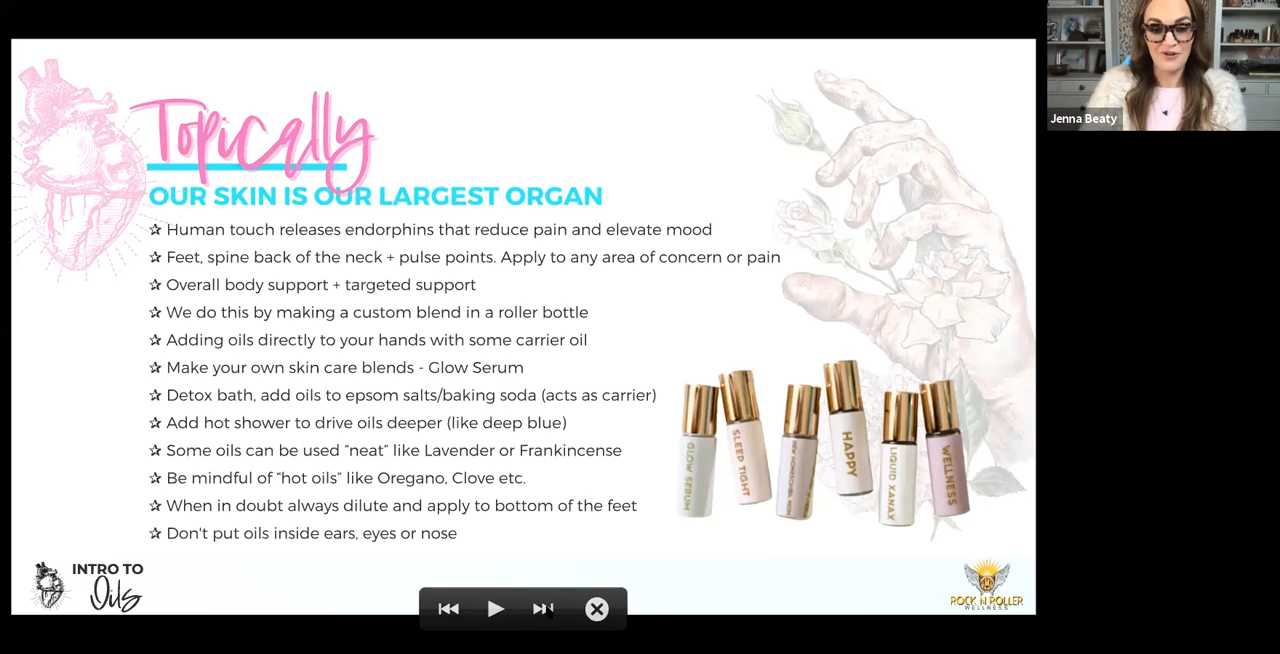 Jenna Beaty
Topically
OUR SKIN IS OUR LARGEST ORGAN
✰ Human touch releases endorphins that reduce pain and elevate mood
✰ Feet, spine back of the neck + pulse points. Apply to any area of concern or pain
✰ Overall body support + targeted support
✰ We do this by making a custom blend in a roller bottle
✰ Adding oils directly to your hands with some carrier oil
✰ Make your own skin care blends - Glow Serum
✰ Detox bath, add oils to epsom salts/baking soda (acts as carrier)
✰ Add hot shower to drive oils deeper (like deep blue)
✰ Some oils can be used “neat” like Lavender or Frankincense
✰ Be mindful of “hot oils” like Oregano, Clove etc.
✰ When in doubt always dilute and apply to bottom of the feet
✰ Don't put oils inside ears, eyes or nose
GLOW SERUM
SLEEP TIGHT
HAPPY
LIQUID XANAX
WELLNESS
INTRO TO
Oils
ROCK N ROLLER
WELLNESS